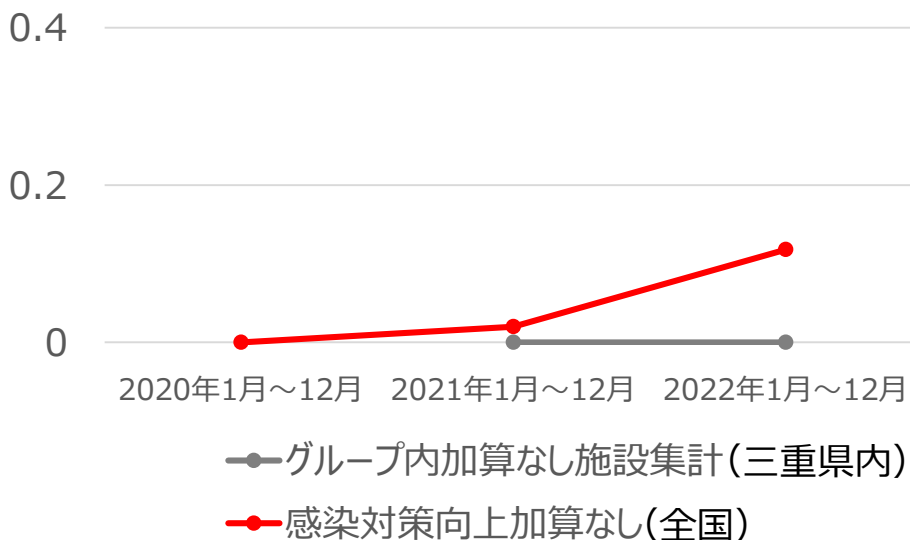 0.4
0.2
0
2020年1月～12月 2021年1月～12月 2022年1月～12月
グループ内加算なし施設集計(三重県内)
感染対策向上加算なし(全国)